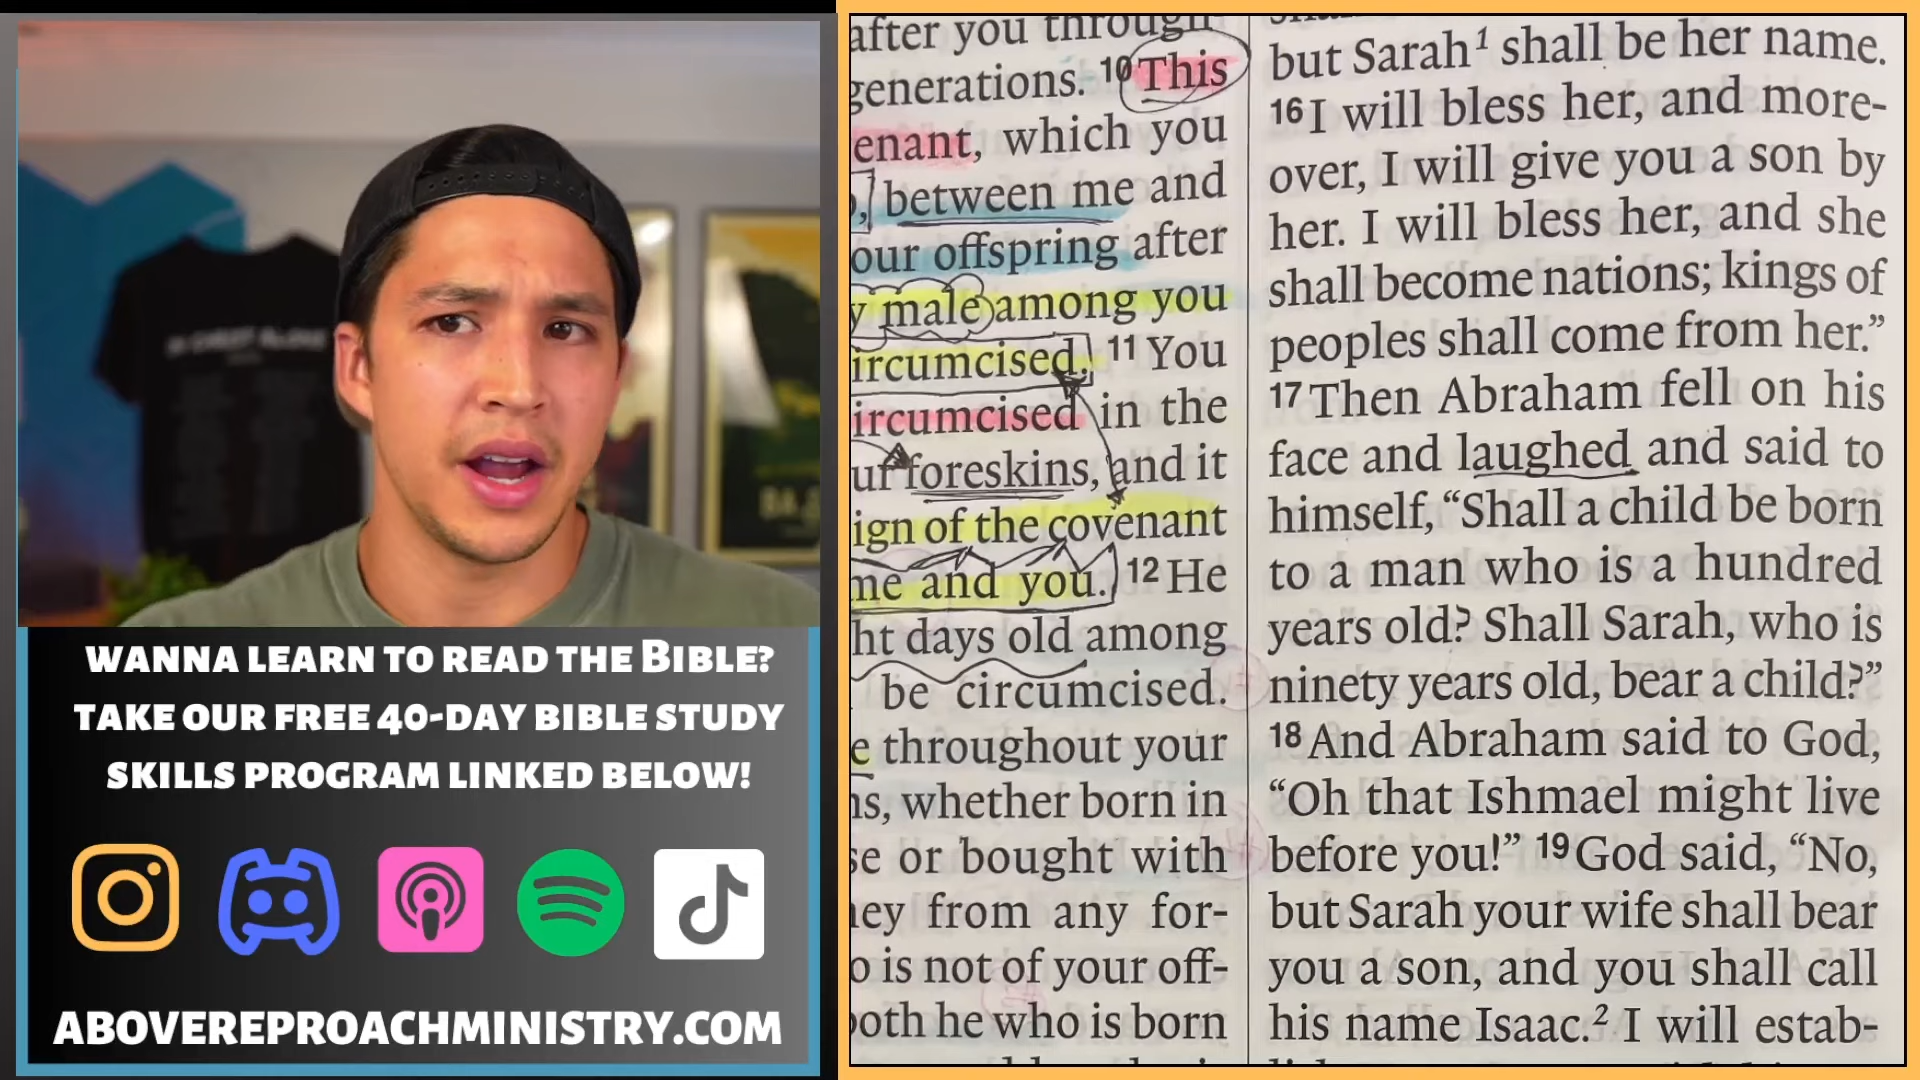 WANNA LEARN TO READ THE BIBLE?
TAKE OUR FREE 40-DAY BIBLE STUDY
SKILLS PROGRAM LINKED BELOW!
ABOVEREPROACHMINISTRY.COM
after you through
generations. 10 This
enant, which you
between me and
our offspring after
y male among you
ircumcised. 11 You
ircumcised in the
ur foreskins, and it
ign of the covenant
me and you. 12 He
ht days old among
be circumcised.
e throughout your
ns, whether born in
se or bought with
ney from any for-
o is not of your off-
both he who is born
but Sarah1 shall be her name.
16 I will bless her, and more-
over, I will give you a son by
her. I will bless her, and she
shall become nations; kings of
peoples shall come from her.”
17 Then Abraham fell on his
face and laughed and said to
himself, “Shall a child be born
to a man who is a hundred
years old? Shall Sarah, who is
ninety years old, bear a child?”
18 And Abraham said to God,
“Oh that Ishmael might live
before you!” 19 God said, “No,
but Sarah your wife shall bear
you a son, and you shall call
his name Isaac.2 I will estab-